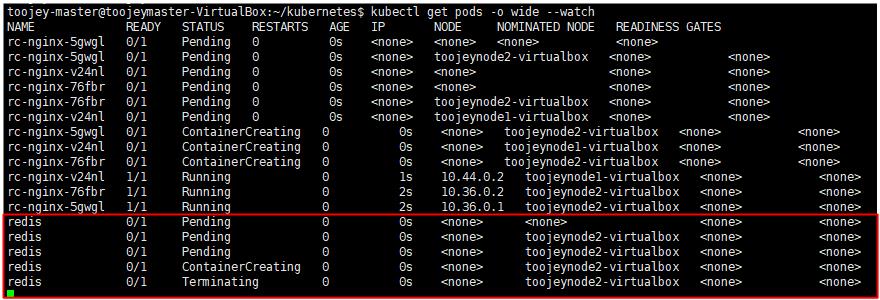 toojey-master@toojeymaster-VirtualBox:~/kubernetes$ kubectl get pods -o wide --watch
NAME READY STATUS RESTARTS AGE IP NODE NOMINATED NODE READINESS GATES
rc-nginx-5gwgl 0/1 Pending 0 0s <none> <none> <none> <none>
rc-nginx-5gwgl 0/1 Pending 0 0s <none> toojeynode2-virtualbox <none> <none>
rc-nginx-v24nl 0/1 Pending 0 0s <none> <none> <none> <none>
rc-nginx-76fbr 0/1 Pending 0 0s <none> <none> <none> <none>
rc-nginx-76fbr 0/1 Pending 0 0s <none> toojeynode2-virtualbox <none> <none>
rc-nginx-v24nl 0/1 Pending 0 0s <none> toojeynode1-virtualbox <none> <none>
rc-nginx-5gwgl 0/1 ContainerCreating 0 0s <none> toojeynode2-virtualbox <none> <none>
rc-nginx-v24nl 0/1 ContainerCreating 0 0s <none> toojeynode1-virtualbox <none> <none>
rc-nginx-76fbr 0/1 ContainerCreating 0 0s <none> toojeynode2-virtualbox <none> <none>
rc-nginx-v24nl 1/1 Running 0 1s 10.44.0.2 toojeynode1-virtualbox <none> <none>
rc-nginx-76fbr 1/1 Running 0 2s 10.36.0.2 toojeynode2-virtualbox <none> <none>
rc-nginx-5gwgl 1/1 Running 0 2s 10.36.0.1 toojeynode2-virtualbox <none> <none>
redis 0/1 Pending 0 0s <none> <none> <none> <none>
redis 0/1 Pending 0 0s <none> toojeynode2-virtualbox <none> <none>
redis 0/1 Pending 0 0s <none> toojeynode2-virtualbox <none> <none>
redis 0/1 ContainerCreating 0 0s <none> toojeynode2-virtualbox <none> <none>
redis 0/1 Terminating 0 0s <none> toojeynode2-virtualbox <none> <none>